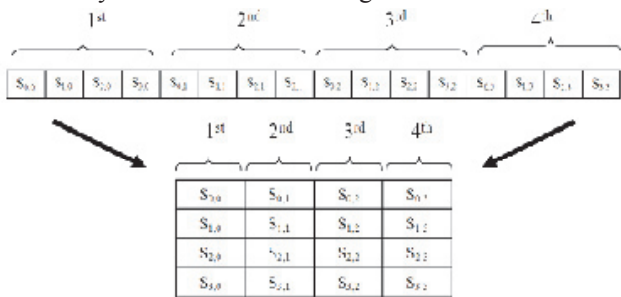 1st 2nd 3rd 4th
S0,0 S1,0 S2,0 S3,0 S0,1 S1,1 S2,1 S3,1 S0,2 S1,2 S2,2 S3,2 S0,3 S1,3 S2,3 S3,3
1st 2nd 3rd 4th
S0,0 S0,1 S0,2 S0,3
S1,0 S1,1 S1,2 S1,3
S2,0 S2,1 S2,2 S2,3
S3,0 S3,1 S3,2 S3,3